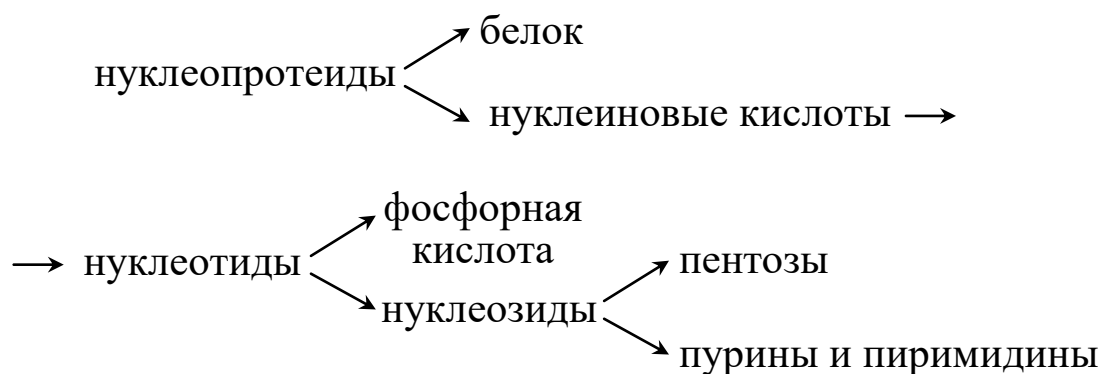 белок
нуклеопротеиды
нуклеиновые кислоты
фосфорная
кислота
нуклеотиды
пентозы
нуклеозиды
пурины и пиримидины